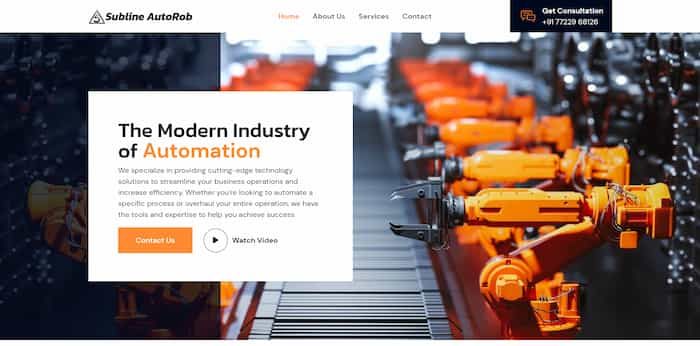 Subline AutoRob
Home About Us Services Contact
Get Consultation
+91 77229 68126
The Modern Industry
of Automation
We specialize in providing cutting-edge technology
solutions to streamline your business operations and
increase efficiency. Whether you're looking to automate a
specific process or overhaul your entire operation, we have
the tools and expertise to help you achieve success.
Contact Us
Watch Video